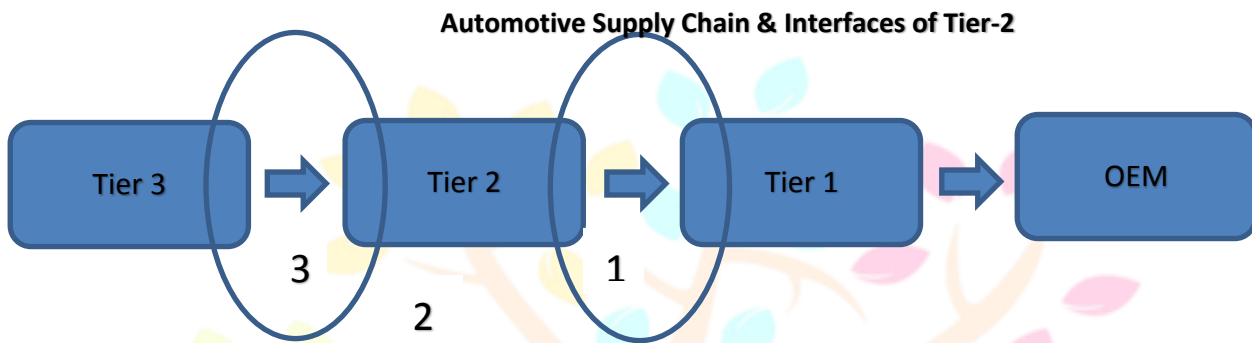 Automotive Supply Chain & Interfaces of Tier-2
Tier 3
Tier 2
Tier 1
OEM
3
1
2